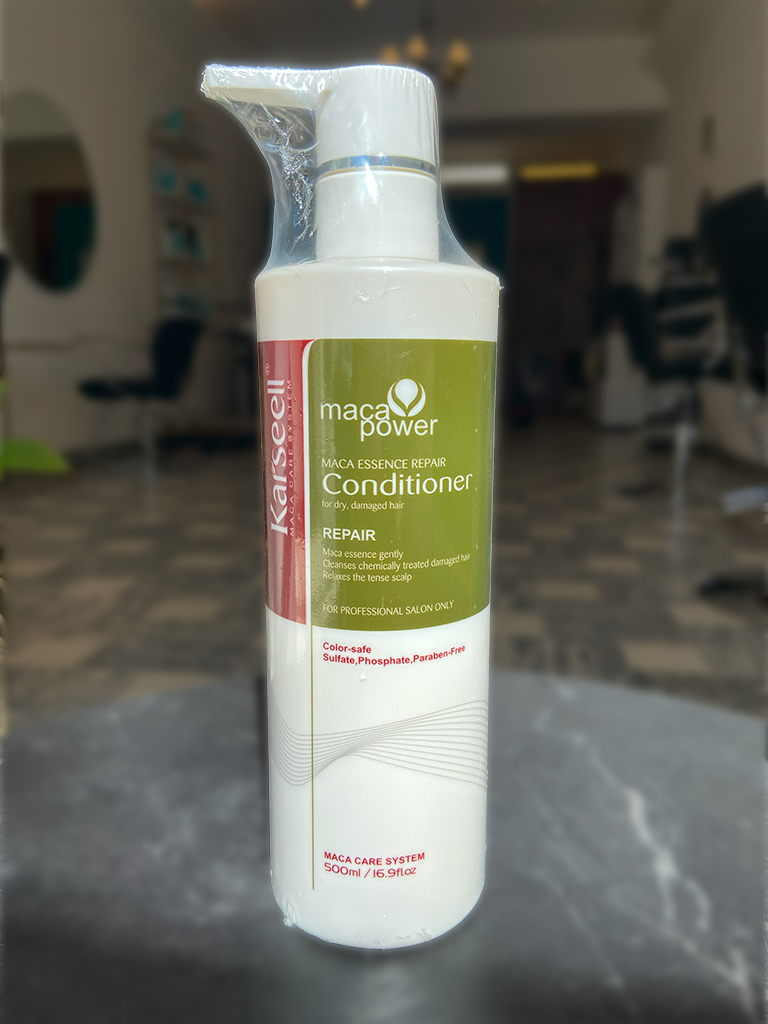 Karseell®
MACA CARE SYSTEM
maca
power
MACA ESSENCE REPAIR
Conditioner
for dry, damaged hair
REPAIR
Maca essence gently
Cleanses chemically treated damaged hair
Relaxes the tense scalp
FOR PROFESSIONAL SALON ONLY
Color-safe
Sulfate,Phosphate,Paraben-Free
MACA CARE SYSTEM
500ml / 16.9fl.oz